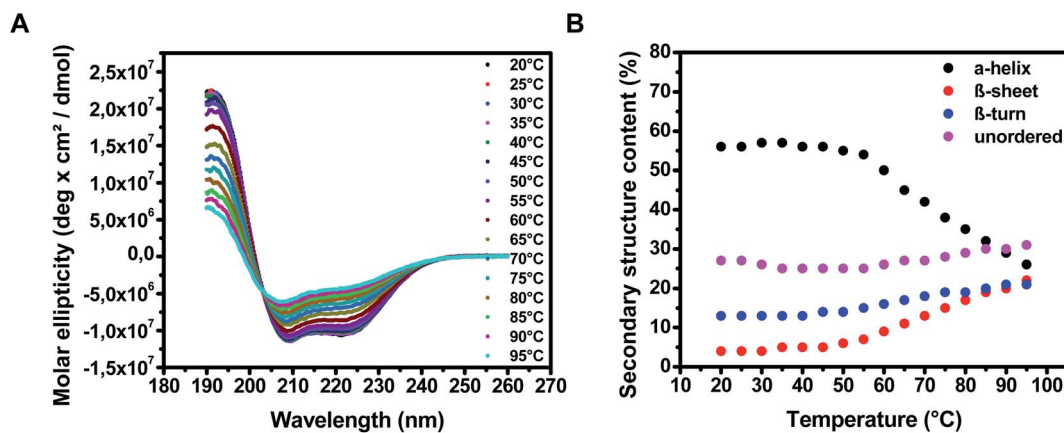 A
Molar ellipticity (deg x cm² / dmol)
2,5x10⁷
2,0x10⁷
1,5x10⁷
1,0x10⁷
5,0x10⁶
0,0
-5,0x10⁶
-1,0x10⁷
-1,5x10⁷
180 190 200 210 220 230 240 250 260 270
Wavelength (nm)
20°C
25°C
30°C
35°C
40°C
45°C
50°C
55°C
60°C
65°C
70°C
75°C
80°C
85°C
90°C
95°C
B
Secondary structure content (%)
80
70
60
50
40
30
20
10
0
10 20 30 40 50 60 70 80 90 100
Temperature (°C)
a-helix
ß-sheet
ß-turn
unordered